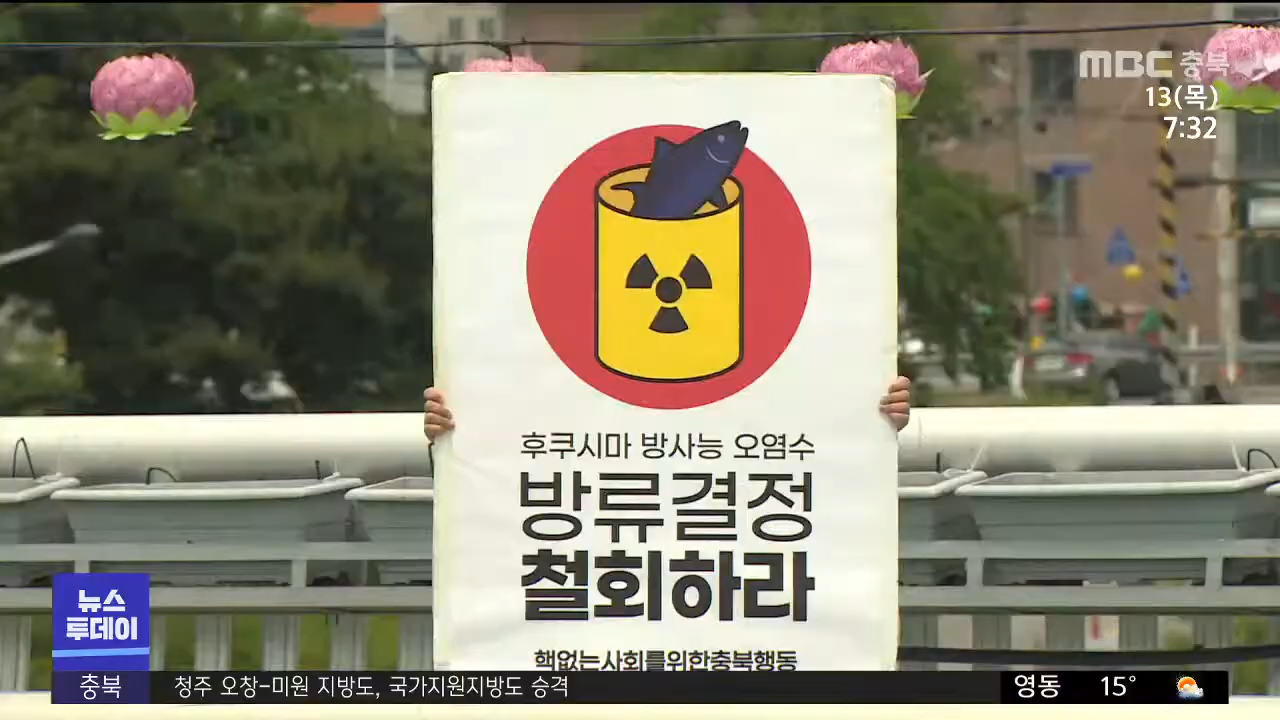 MBC 충북
13(목)
7:32
후쿠시마 방사능 오염수
방류결정
철회하라
핵없는사회를위한충북행동
뉴스
투데이
충북
청주 오창-미원 지방도, 국가지원지방도 승격
영동 15°